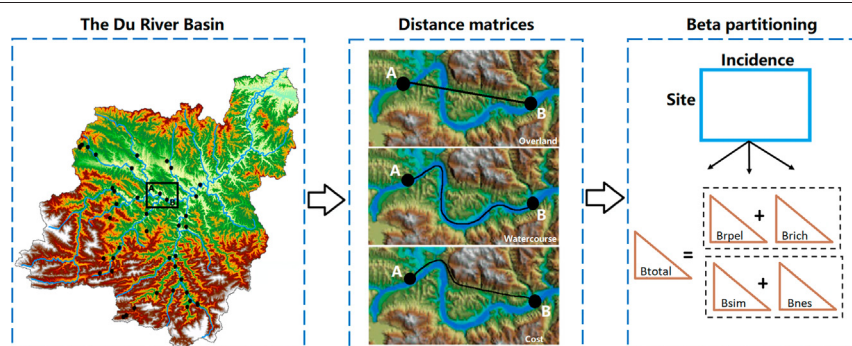 The Du River Basin
Distance matrices
Beta partitioning
A
B
A
B
Overland
A
B
Watercourse
A
B
Cost
Incidence
Site
Btotal
=
Brpel
+
Brich
Bsim
+
Bnes